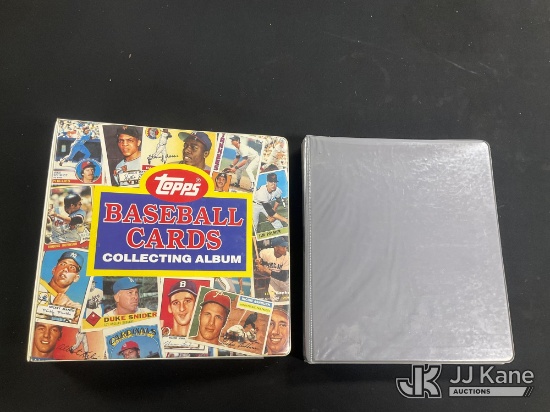 Topps
BASEBALL
CARDS
COLLECTING ALBUM
DUKE SNIDER
JJ Kane
AUCTIONS